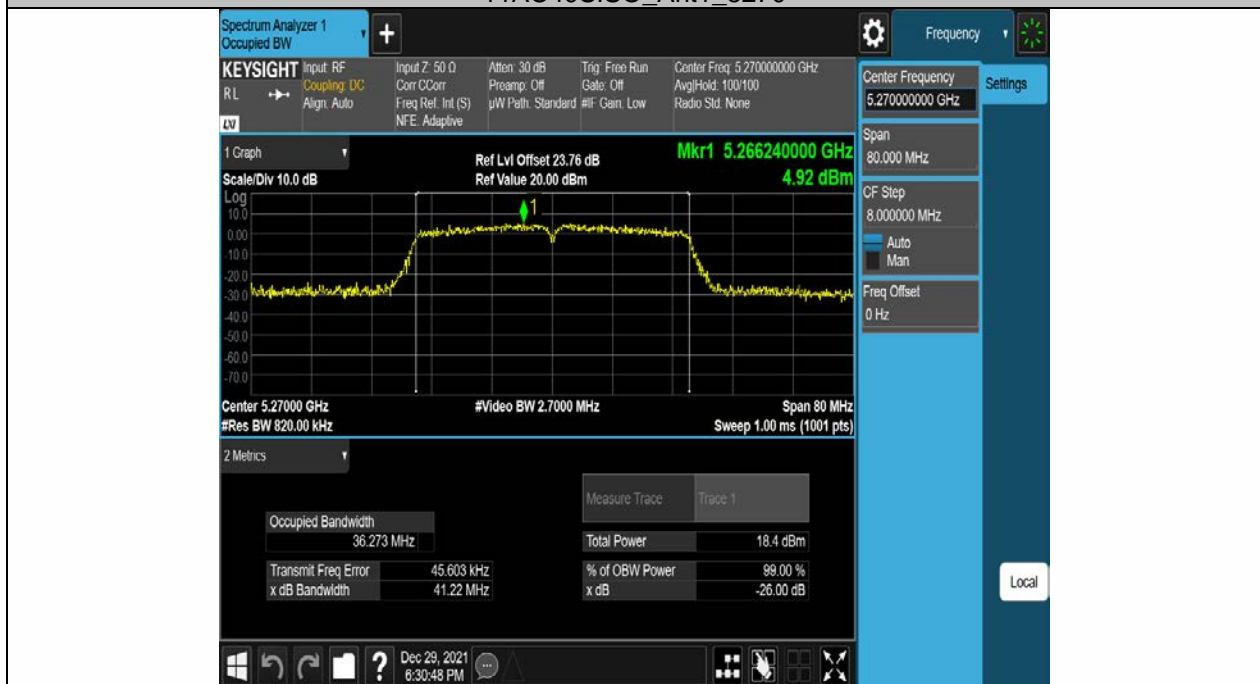 Spectrum Analyzer 1
Occupied BW
Frequency
KEYSIGHT
RL
LXI
Input: RF
Coupling: DC
Align: Auto
Input Z: 50 Ω
Corr CCorr
Freq Ref: Int (S)
NFE: Adaptive
Atten: 30 dB
Preamp: Off
µW Path: Standard
Trig: Free Run
Gate: Off
#IF Gain: Low
Center Freq: 5.270000000 GHz
Avg|Hold: 100/100
Radio Std: None
Center Frequency
5.270000000 GHz
Settings
Span
80.000 MHz
CF Step
8.000000 MHz
Auto
Man
Freq Offset
0 Hz
Local
1 Graph
Scale/Div 10.0 dB
Ref Lvl Offset 23.76 dB
Ref Value 20.00 dBm
Mkr1 5.266240000 GHz
4.92 dBm
Log
10.0
0.00
-10.0
-20.0
-30.0
-40.0
-50.0
-60.0
-70.0
1
Center 5.27000 GHz
#Video BW 2.7000 MHz
Span 80 MHz
#Res BW 820.00 kHz
Sweep 1.00 ms (1001 pts)
2 Metrics
Measure Trace
Trace 1
Occupied Bandwidth
36.273 MHz
Total Power
18.4 dBm
Transmit Freq Error
45.603 kHz
% of OBW Power
99.00 %
x dB Bandwidth
41.22 MHz
x dB
-26.00 dB
Dec 29, 2021
6:30:48 PM